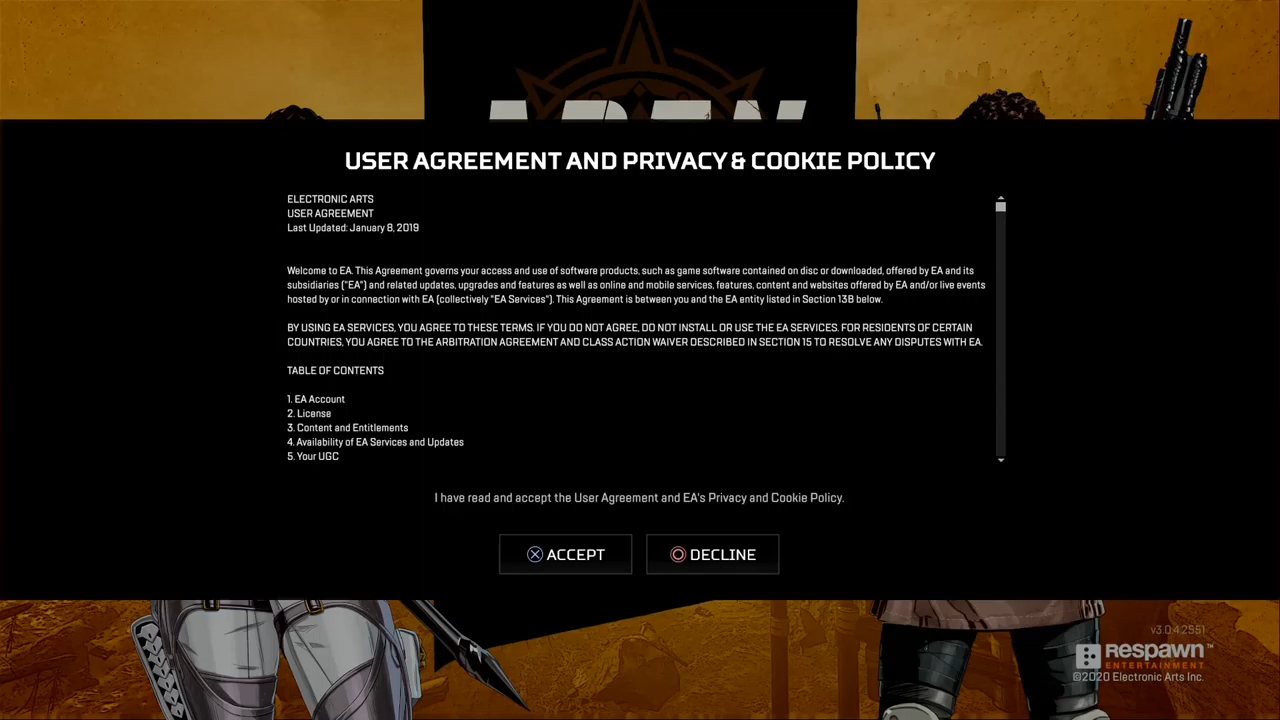 APEX
USER AGREEMENT AND PRIVACY & COOKIE POLICY
ELECTRONIC ARTS
USER AGREEMENT
Last Updated: January 8, 2019
Welcome to EA. This Agreement governs your access and use of software products, such as game software contained on disc or downloaded, offered by EA and its
subsidiaries ("EA") and related updates, upgrades and features as well as online and mobile services, features, content and websites offered by EA and/or live events
hosted by or in connection with EA (collectively "EA Services"). This Agreement is between you and the EA entity listed in Section 13B below.
BY USING EA SERVICES, YOU AGREE TO THESE TERMS. IF YOU DO NOT AGREE, DO NOT INSTALL OR USE THE EA SERVICES. FOR RESIDENTS OF CERTAIN
COUNTRIES, YOU AGREE TO THE ARBITRATION AGREEMENT AND CLASS ACTION WAIVER DESCRIBED IN SECTION 15 TO RESOLVE ANY DISPUTES WITH EA.
TABLE OF CONTENTS
1. EA Account
2. License
3. Content and Entitlements
4. Availability of EA Services and Updates
5. Your UGC
I have read and accept the User Agreement and EA's Privacy and Cookie Policy.
ACCEPT
DECLINE
v3.0.4.2551
Respawn™
ENTERTAINMENT
©2020 Electronic Arts Inc.